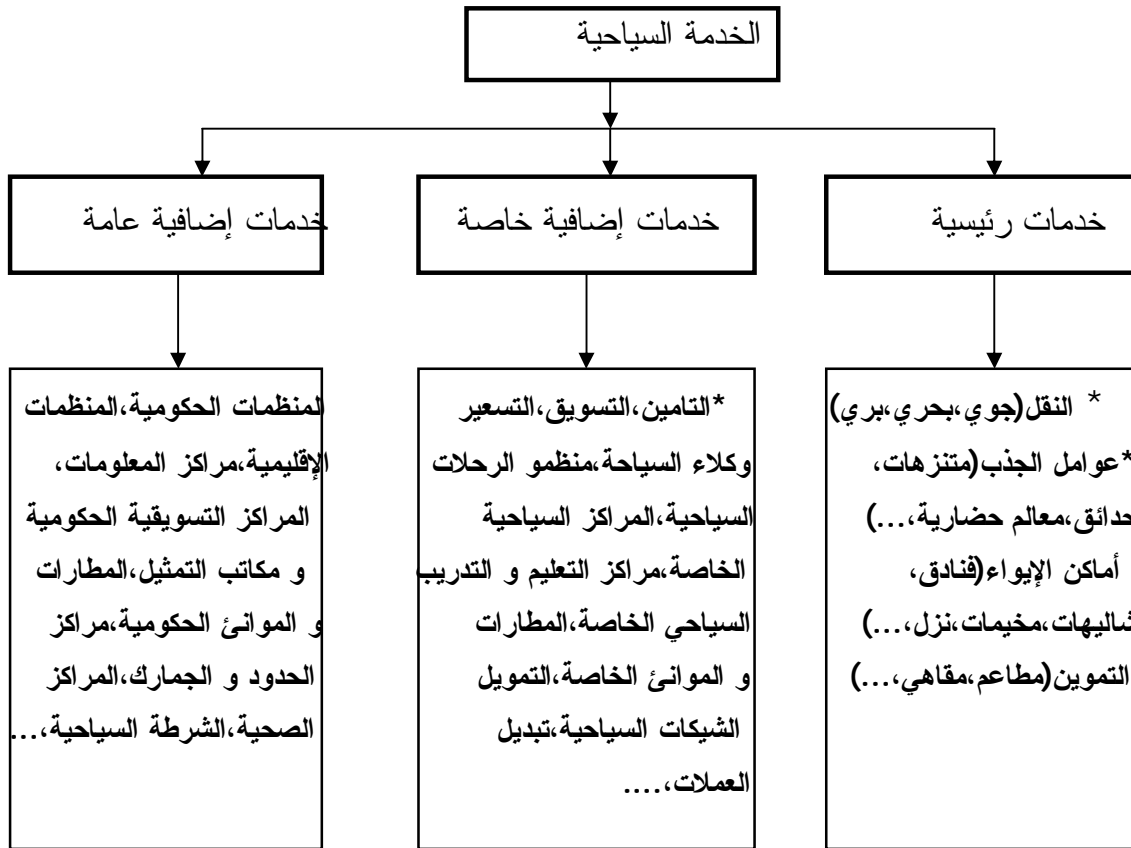 الخدمة السياحية
خدمات رئيسية
خدمات إضافية خاصة
خدمات إضافية عامة
* النقل(جوي،بحري،بري)
*عوامل الجذب(متنزهات،
حدائق،معالم حضارية،...)
أماكن الإيواء(فنادق،
شاليهات،مخيمات،نزل،...)
التموين(مطاعم،مقاهي،...)
*التامين،التسويق،التسعير
وكلاء السياحة،منظمو الرحلات
السياحية،المراكز السياحية
الخاصة،مراكز التعليم و التدريب
السياحي الخاصة،المطارات
و الموانئ الخاصة،التمويل
الشيكات السياحية،تبديل
العملات،....
المنظمات الحكومية،المنظمات
الإقليمية،مراكز المعلومات،
المراكز التسويقية الحكومية
و مكاتب التمثيل،المطارات
و الموانئ الحكومية،مراكز
الحدود و الجمارك،المراكز
الصحية،الشرطة السياحية،...